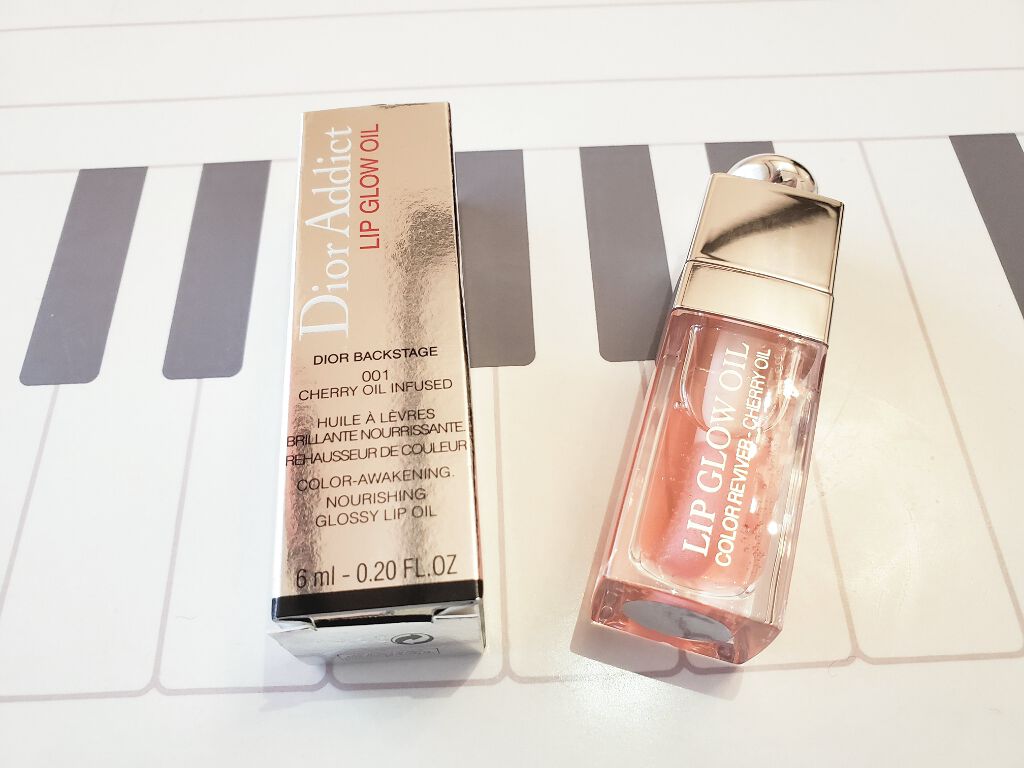 Dior Addict
LIP GLOW OIL
DIOR BACKSTAGE
001
CHERRY OIL INFUSED
HUILE À LÈVRES
BRILLANTE NOURRISSANTE.
REHAUSSEUR DE COULEUR
COLOR-AWAKENING.
NOURISHING
GLOSSY LIP OIL
6 ml - 0.20 FL.OZ
LIP GLOW OIL
COLOR REVIVER - CHERRY OIL